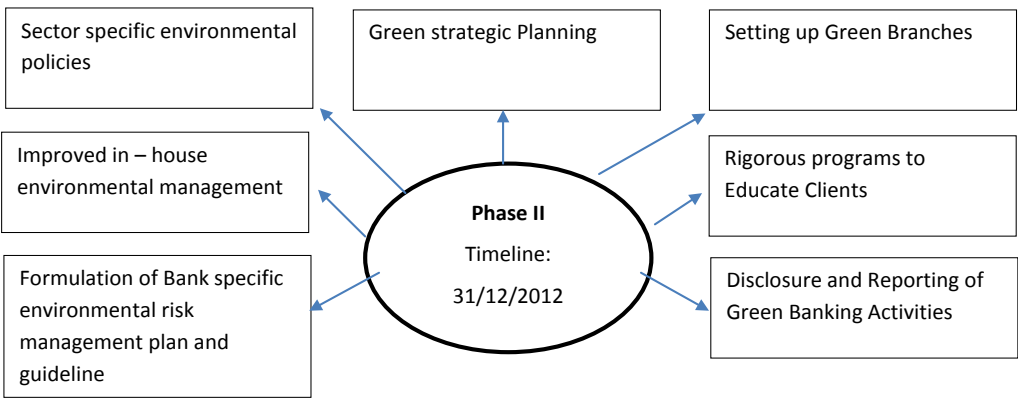 Sector specific environmental
policies
Green strategic Planning
Setting up Green Branches
Improved in – house
environmental management
Rigorous programs to
Educate Clients
Phase II
Timeline:
31/12/2012
Formulation of Bank specific
environmental risk
management plan and
guideline
Disclosure and Reporting of
Green Banking Activities